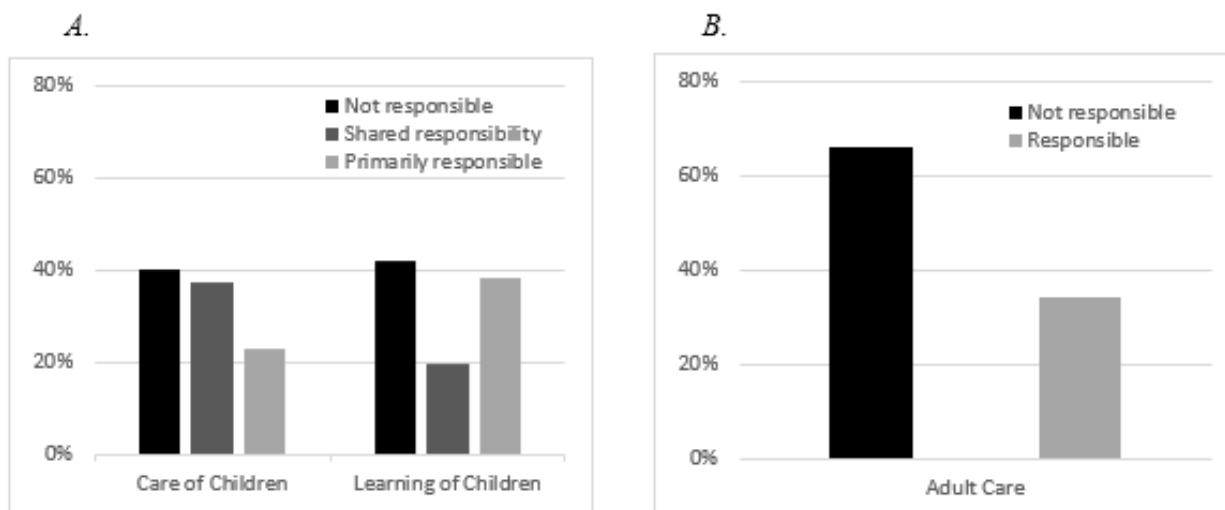 A.
80%
60%
40%
20%
0%
Not responsible
Shared responsibility
Primarily responsible
Care of Children
Learning of Children
B.
80%
60%
40%
20%
0%
Not responsible
Responsible
Adult Care